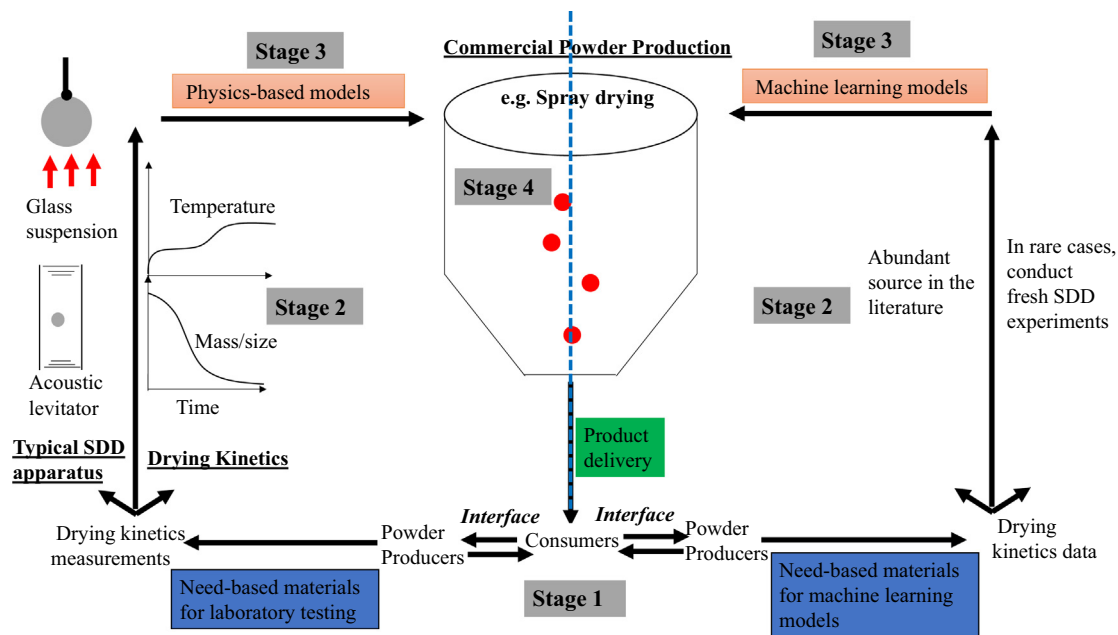 Stage 3
Commercial Powder Production
Stage 3
Physics-based models
e.g. Spray drying
Machine learning models
Stage 4
Glass
suspension
Temperature
Stage 2
Mass/size
Acoustic
levitator
Time
Typical SDD
apparatus
Drying Kinetics
Abundant
source in the
literature
Stage 2
In rare cases,
conduct
fresh SDD
experiments
Product
delivery
Drying kinetics
measurements
Powder
Producers
Interface
Consumers
Interface
Powder
Producers
Drying
kinetics data
Need-based materials
for laboratory testing
Stage 1
Need-based materials
for machine learning
models